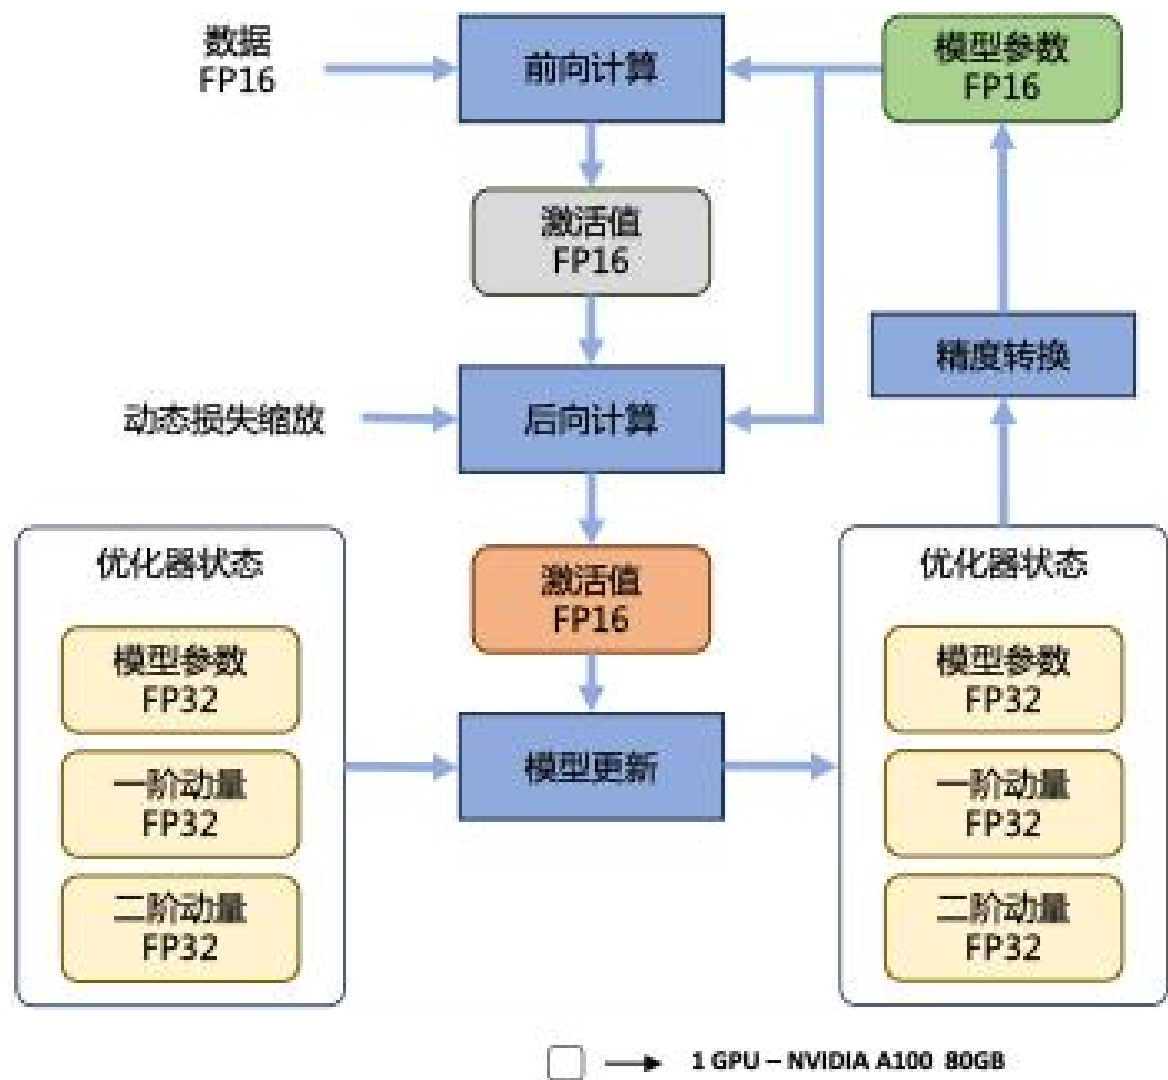 数据
FP16
前向计算
模型参数
FP16
激活值
FP16
精度转换
动态损失缩放
后向计算
优化器状态
模型参数
FP32
一阶动量
FP32
二阶动量
FP32
激活值
FP16
模型更新
优化器状态
模型参数
FP32
一阶动量
FP32
二阶动量
FP32
1 GPU – NVIDIA A100 80GB